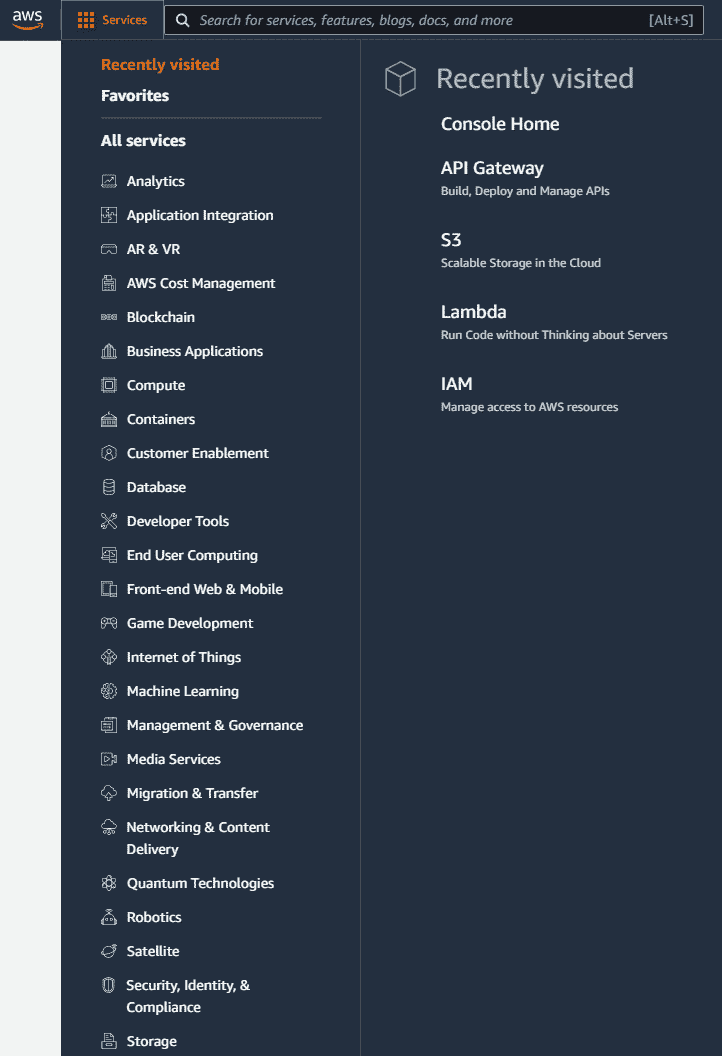 aws
Services
Search for services, features, blogs, docs, and more
[Alt+S]
Recently visited
Favorites
All services
Analytics
Application Integration
AR & VR
AWS Cost Management
Blockchain
Business Applications
Compute
Containers
Customer Enablement
Database
Developer Tools
End User Computing
Front-end Web & Mobile
Game Development
Internet of Things
Machine Learning
Management & Governance
Media Services
Migration & Transfer
Networking & Content
Delivery
Quantum Technologies
Robotics
Satellite
Security, Identity, &
Compliance
Storage
Recently visited
Console Home
API Gateway
Build, Deploy and Manage APIs
S3
Scalable Storage in the Cloud
Lambda
Run Code without Thinking about Servers
IAM
Manage access to AWS resources